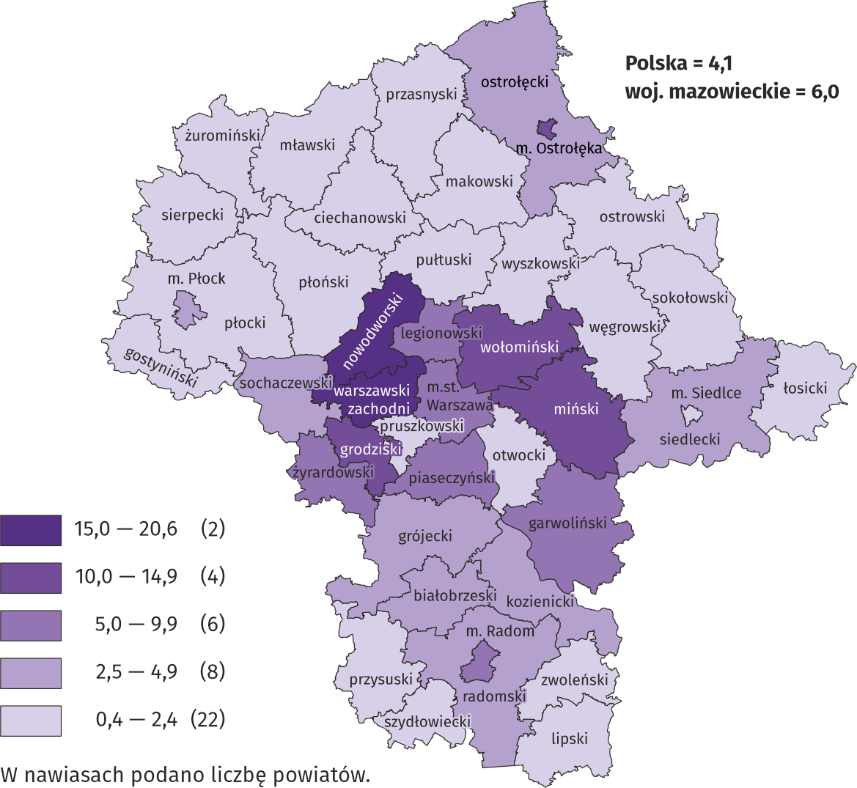 Polska = 4,1
woj. mazowieckie = 6,0
ostrołęcki
przasnyski
m. Ostrołęka
żuromiński
mławski
makowski
sierpecki
ciechanowski
ostrowski
pułtuski
wyszkowski
m. Płock
płoński
sokołowski
płocki
nowodworski
legionowski
węgrowski
wołomiński
gostyniński
sochaczewski
warszawski
zachodni
m.st.
Warszawa
m. Siedlce
łosicki
miński
pruszkowski
siedlecki
grodziski
otwocki
żyrardowski
piaseczyński
garwoliński
grójecki
białobrzeski
kozienicki
m. Radom
przysuski
zwoleński
radomski
szydłowiecki
lipski
15,0 — 20,6 (2)
10,0 — 14,9 (4)
5,0 — 9,9 (6)
2,5 — 4,9 (8)
0,4 — 2,4 (22)
W nawiasach podano liczbę powiatów.